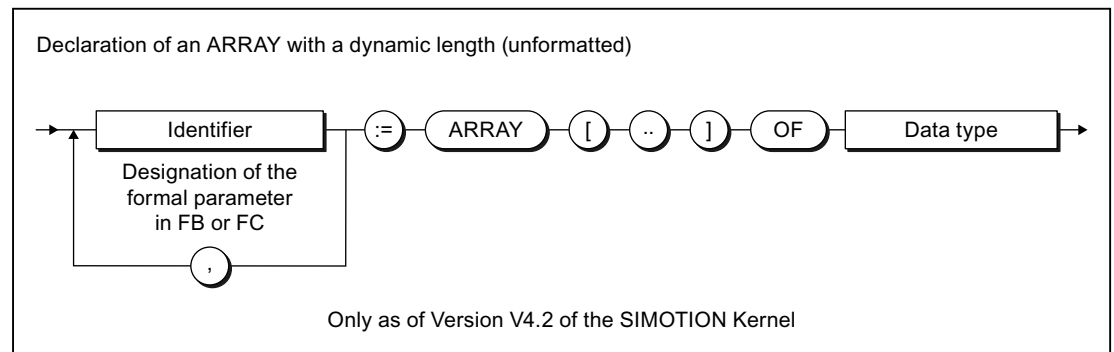 Declaration of an ARRAY with a dynamic length (unformatted)
Identifier := ARRAY [ .. ] OF Data type
Designation of the
formal parameter
in FB or FC
,
Only as of Version V4.2 of the SIMOTION Kernel